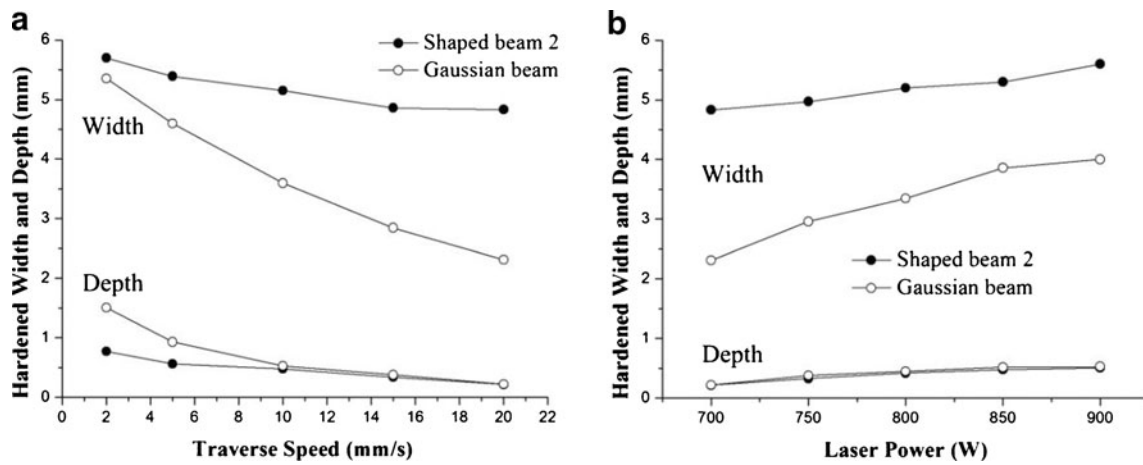 a
Hardened Width and Depth (mm)
6
5
4
3
2
1
0
Shaped beam 2
Gaussian beam
Width
Depth
0 2 4 6 8 10 12 14 16 18 20 22
Traverse Speed (mm/s)
b
Hardened Width and Depth (mm)
6
5
4
3
2
1
0
Width
Shaped beam 2
Gaussian beam
Depth
700 750 800 850 900
Laser Power (W)